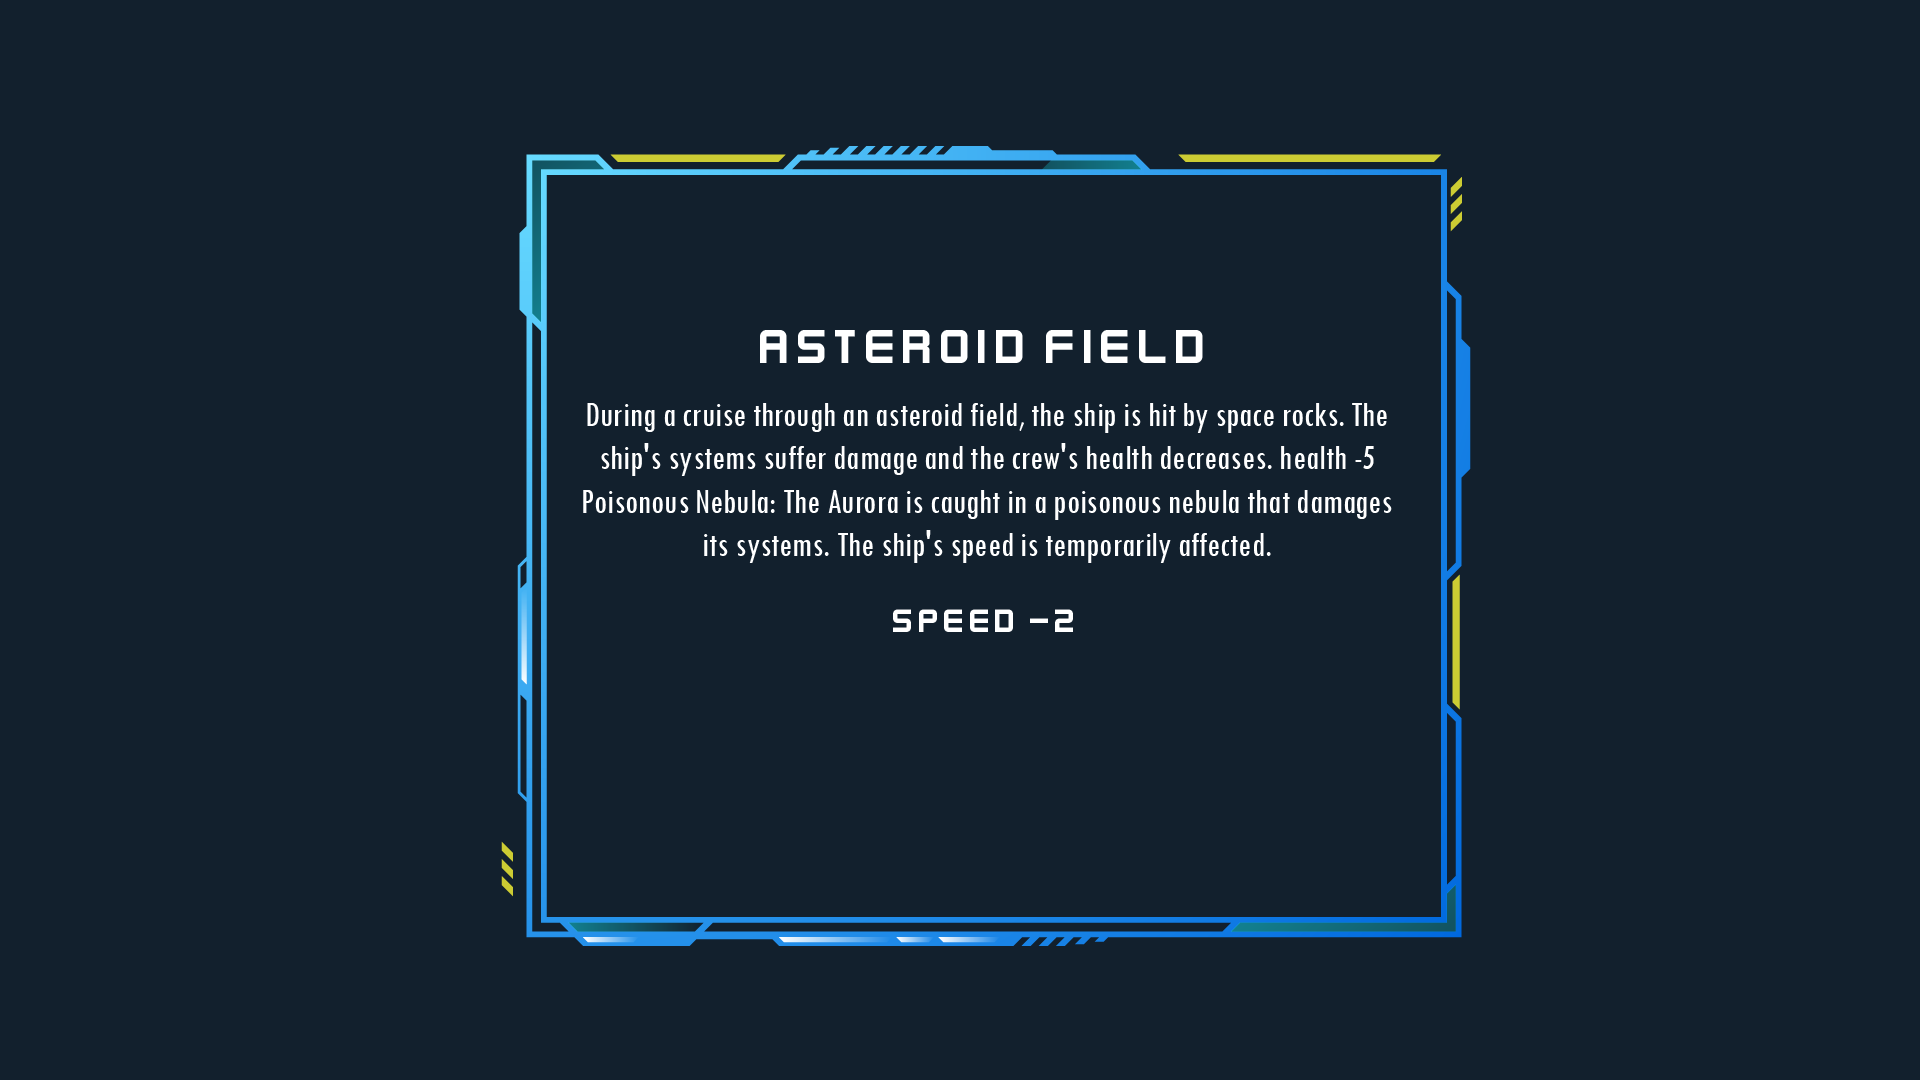 ASTEROID FIELD
During a cruise through an asteroid field, the ship is hit by space rocks. The
ship's systems suffer damage and the crew's health decreases. health -5
Poisonous Nebula: The Aurora is caught in a poisonous nebula that damages
its systems. The ship's speed is temporarily affected.
SPEED -2